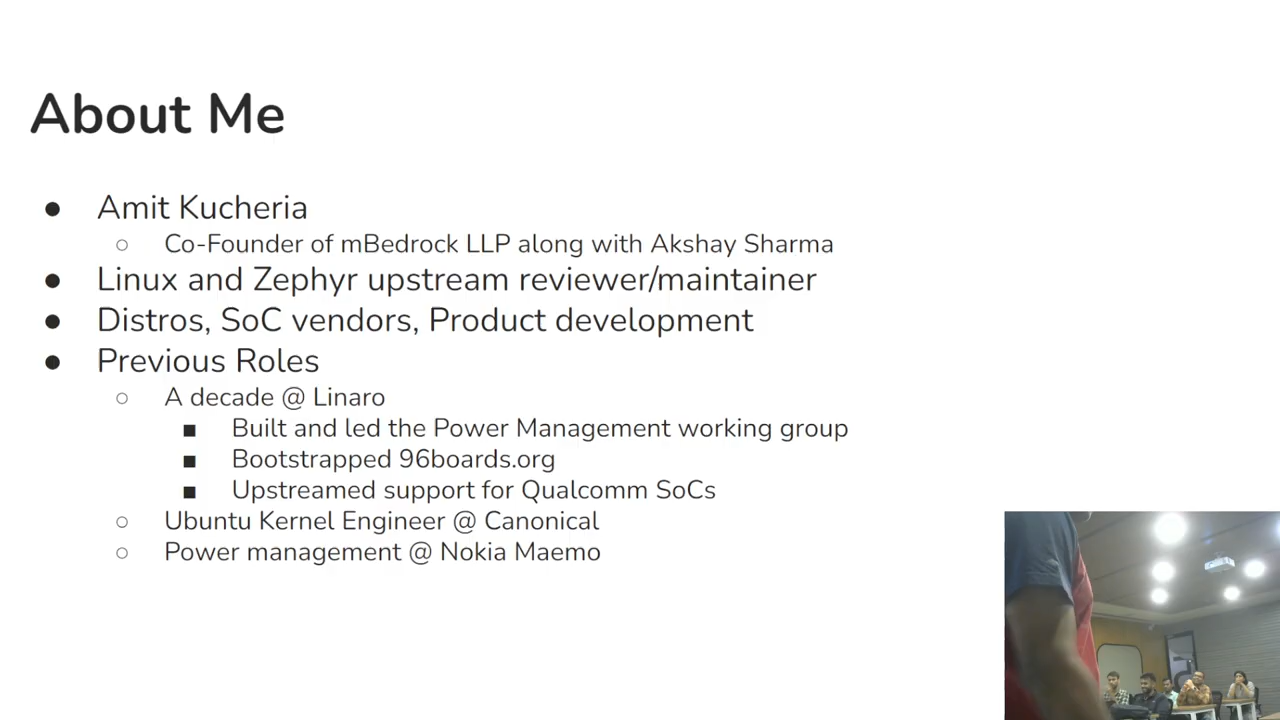 About Me
● Amit Kucheria
○ Co-Founder of mBedrock LLP along with Akshay Sharma
● Linux and Zephyr upstream reviewer/maintainer
● Distros, SoC vendors, Product development
● Previous Roles
○ A decade @ Linaro
■ Built and led the Power Management working group
■ Bootstrapped 96boards.org
■ Upstreamed support for Qualcomm SoCs
○ Ubuntu Kernel Engineer @ Canonical
○ Power management @ Nokia Maemo